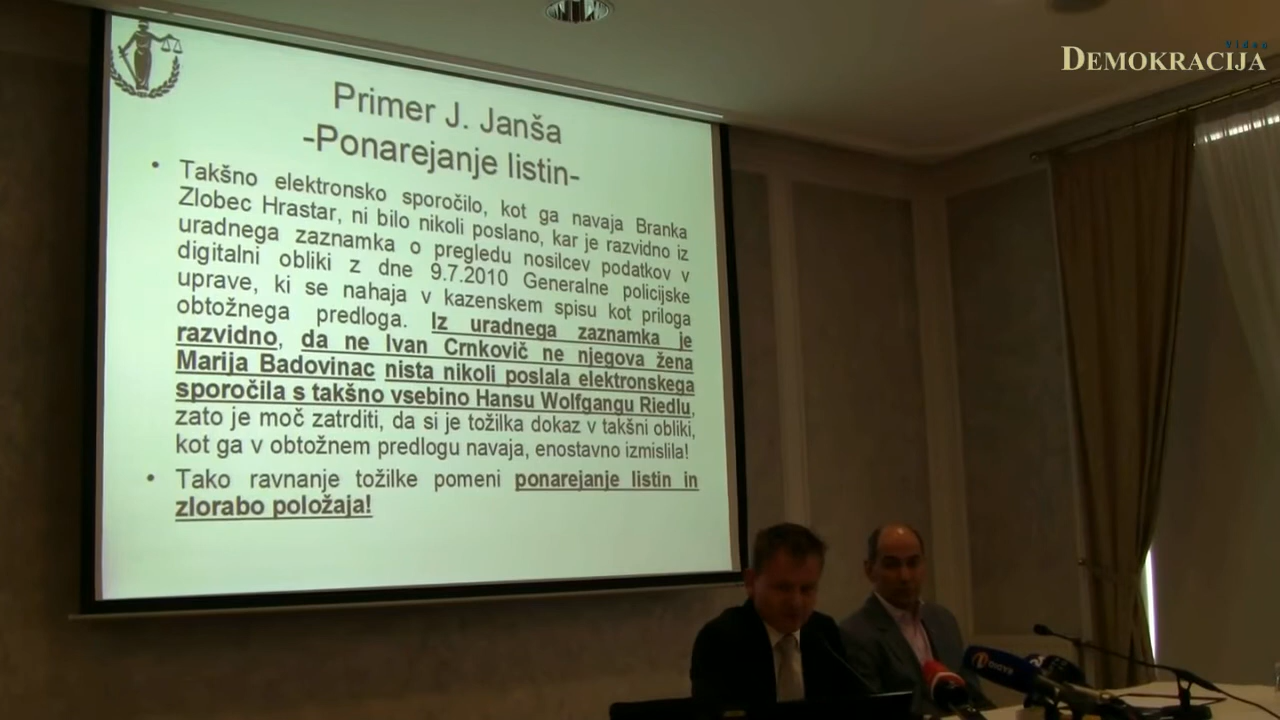 Video
DEMOKRACIJA
Primer J. Janša
-Ponarejanje listin-
• Takšno elektronsko sporočilo, kot ga navaja Branka
Zlobec Hrastar, ni bilo nikoli poslano, kar je razvidno iz
uradnega zaznamka o pregledu nosilcev podatkov v
digitalni obliki z dne 9.7.2010 Generalne policijske
uprave, ki se nahaja v kazenskem spisu kot priloga
obtožnega predloga. Iz uradnega zaznamka je
razvidno, da ne Ivan Črnkovič ne njegova žena
Marija Badovinac nista nikoli poslala elektronskega
sporočila s takšno vsebino Hansu Wolfgangu Riedlu,
zato je moč zatrditi, da si je tožilka dokaz v takšni obliki,
kot ga v obtožnem predlogu navaja, enostavno izmislila!
• Tako ravnanje tožilke pomeni ponarejanje listin in
zlorabo položaja!